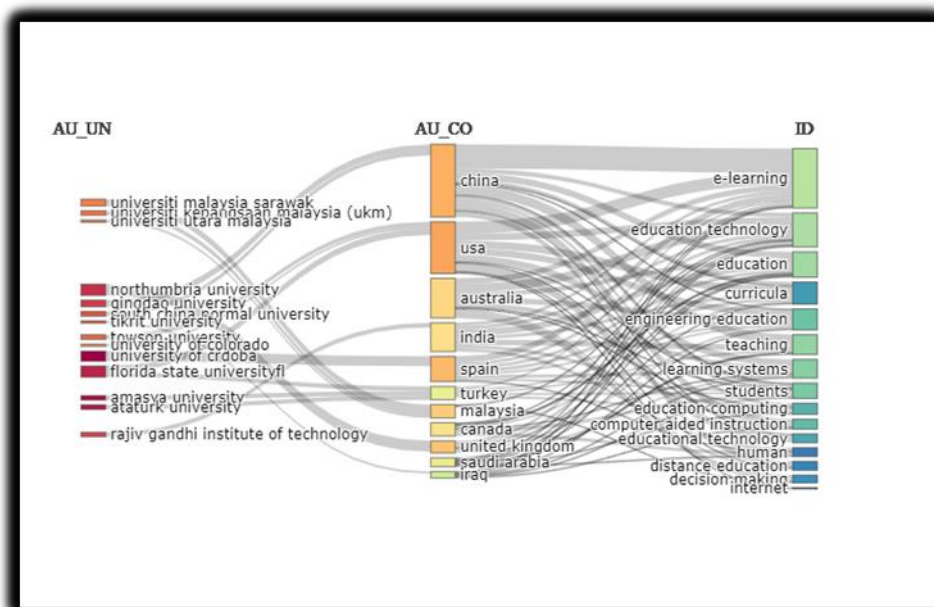 AU_UN
AU_CO
ID
universiti malaysia sarawak
universiti kebangsaan malaysia (ukm)
universiti utara malaysia
northumbria university
qingdao university
south china normal university
tikrit university
towson university
university of colorado
university of crdoba
florida state universityfl
amasya university
ataturk university
rajiv gandhi institute of technology
china
usa
australia
india
spain
turkey
malaysia
canada
united kingdom
saudi arabia
iraq
e-learning
education technology
education
curricula
engineering education
teaching
learning systems
students
education computing
computer aided instruction
educational technology
human
distance education
decision making
internet